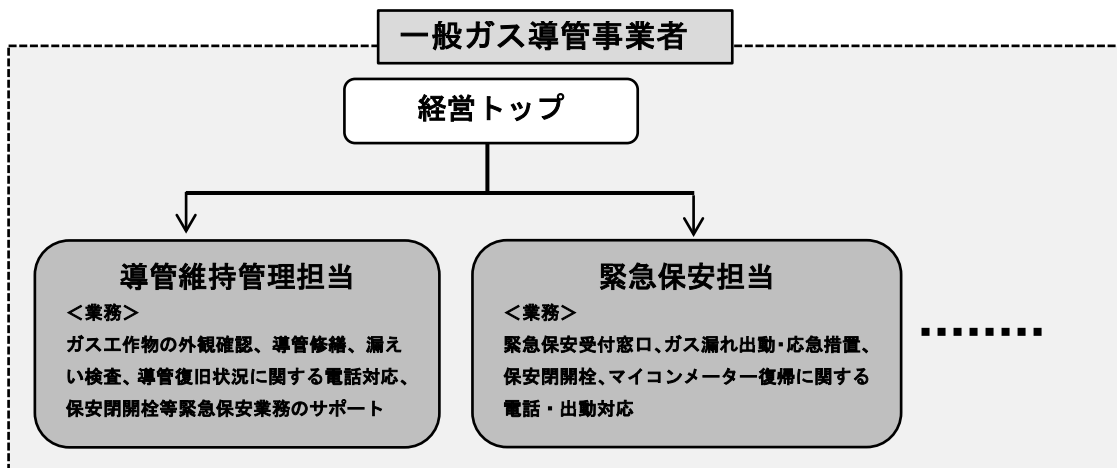 一般ガス導管事業者
経営トップ
導管維持管理担当
＜業務＞
ガス工作物の外観確認、導管修繕、漏え
い検査、導管復旧状況に関する電話対応、
保安閉開栓等緊急保安業務のサポート
緊急保安担当
＜業務＞
緊急保安受付窓口、ガス漏れ出動・応急措置、
保安閉開栓、マイコンメーター復帰に関する
電話・出動対応